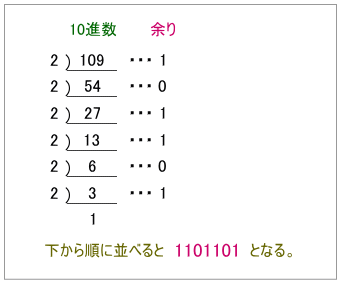 10進数 余り
2 ) 109 ･･･ 1
2 ) 54 ･･･ 0
2 ) 27 ･･･ 1
2 ) 13 ･･･ 1
2 ) 6 ･･･ 0
2 ) 3 ･･･ 1
1
下から順に並べると 1101101 となる。